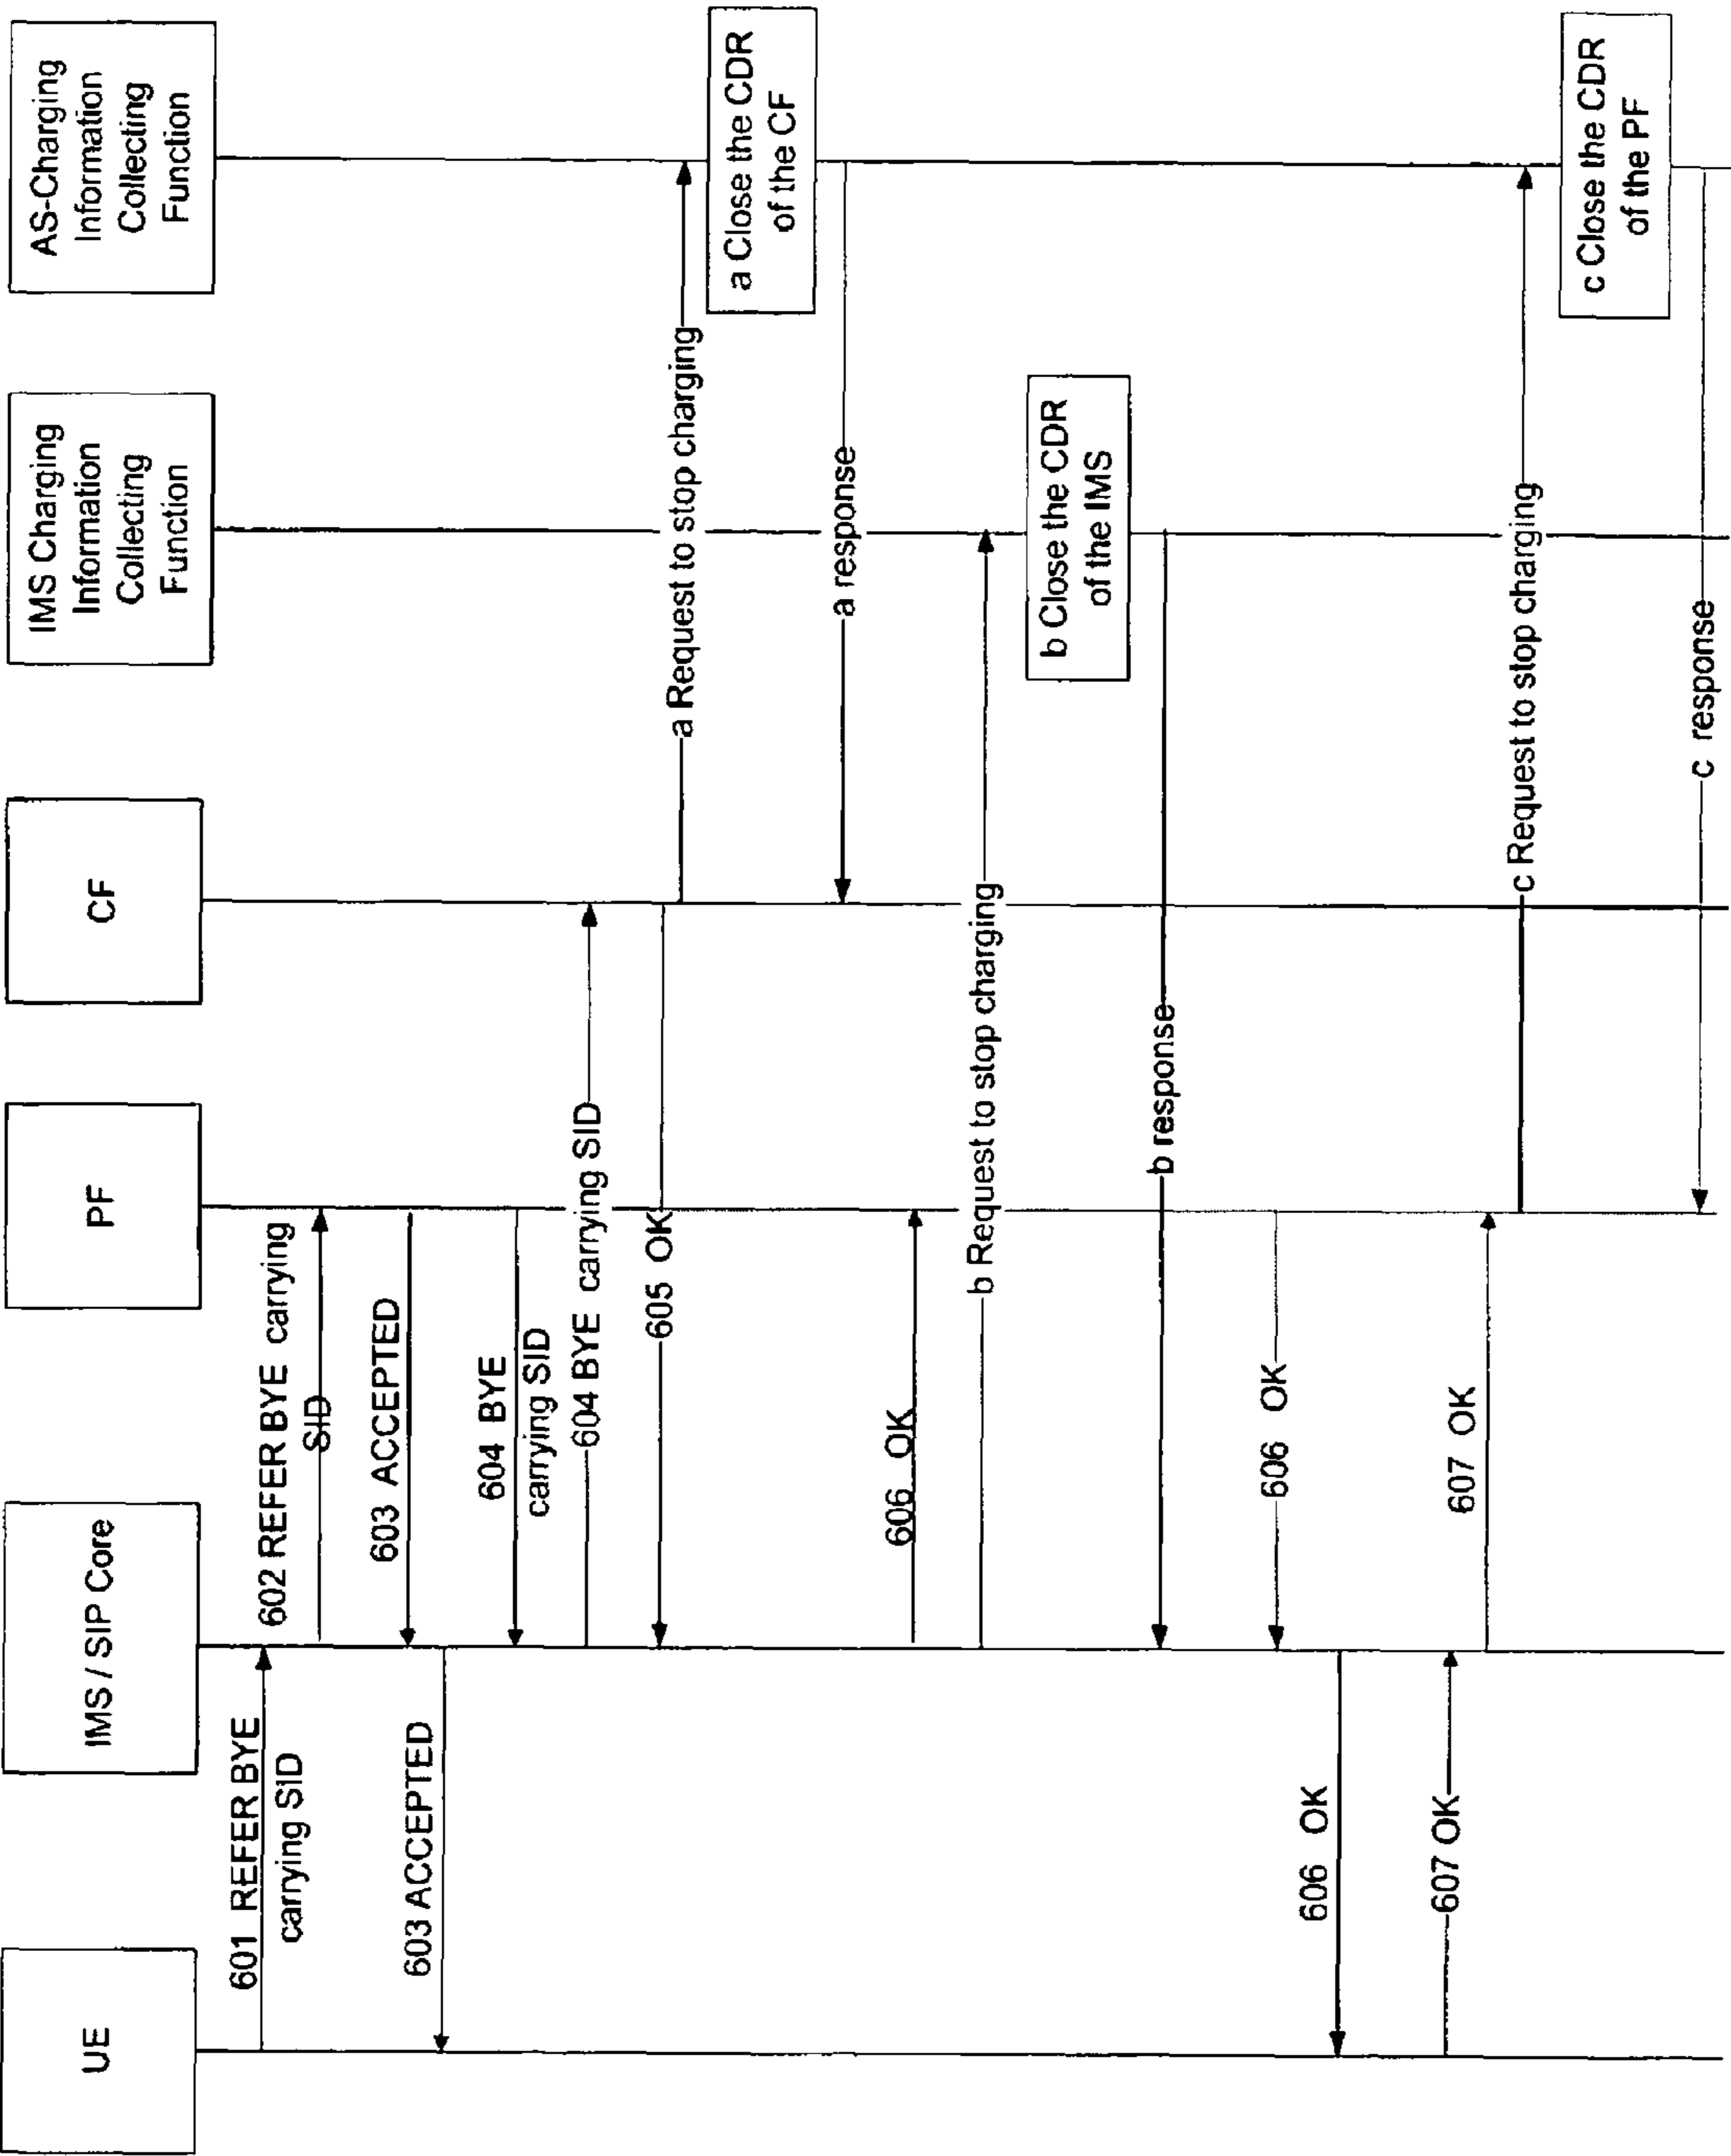 UE
IMS / SIP Core
PF
CF
IMS Charging
Information
Collecting
Function
AS-Charging
Information
Collecting
Function
601 REFER BYE
carrying SID
602 REFER BYE carrying
SID
603 ACCEPTED
603 ACCEPTED
604 BYE
carrying SID
604 BYE carrying SID
605 OK
a Request to stop charging
a Close the CDR
of the CF
a response
606 OK
b Request to stop charging
b Close the CDR
of the IMS
b response
606 OK
606 OK
607 OK
607 OK
c Request to stop charging
c Close the CDR
of the PF
c response